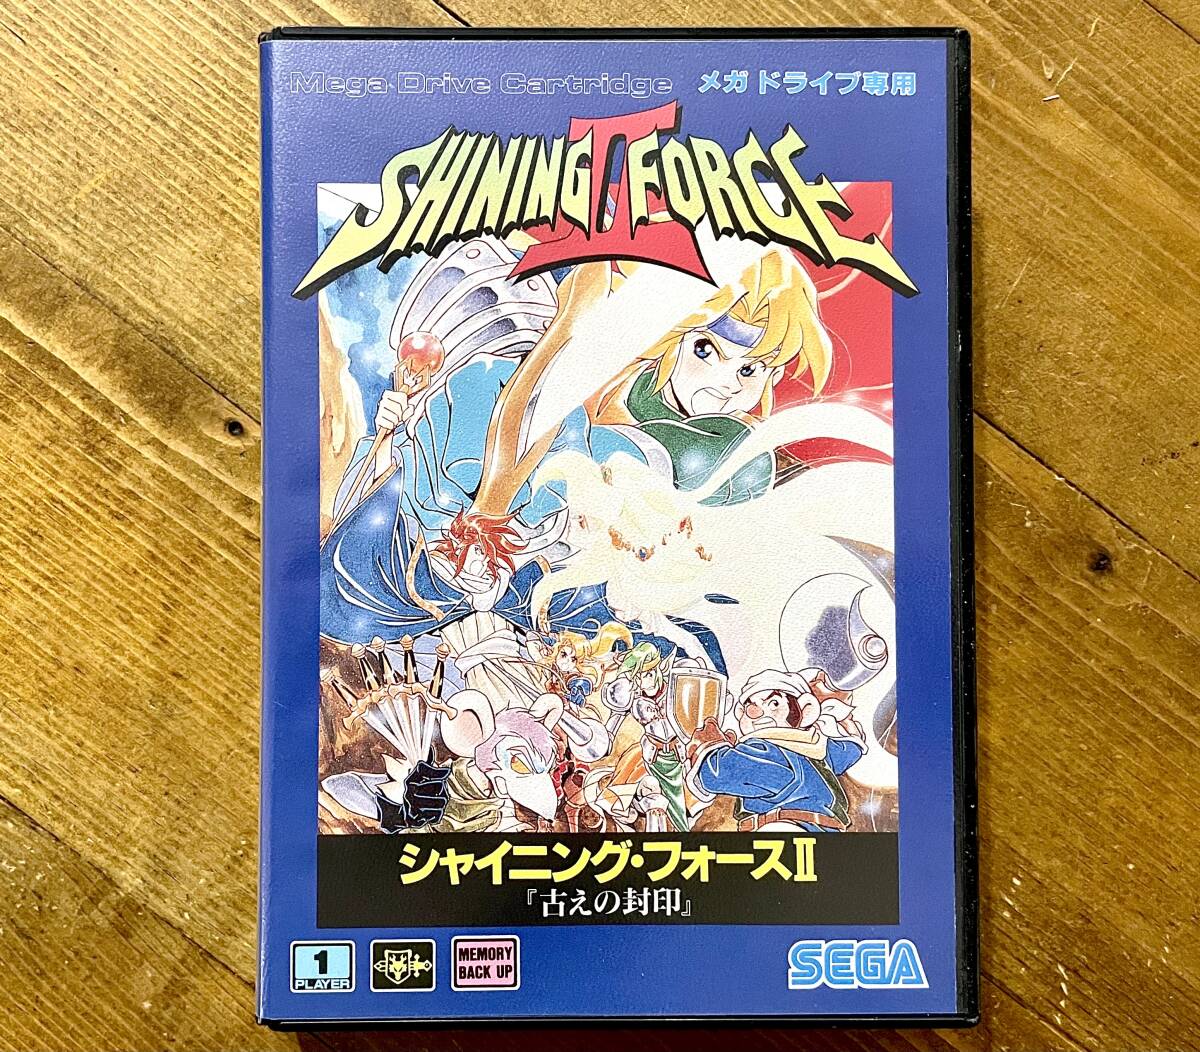 Mega Drive Cartridge メガドライブ専用
SHINING FORCE II
シャイニング・フォースII
『古えの封印』
1
PLAYER
MEMORY
BACK UP
SEGA